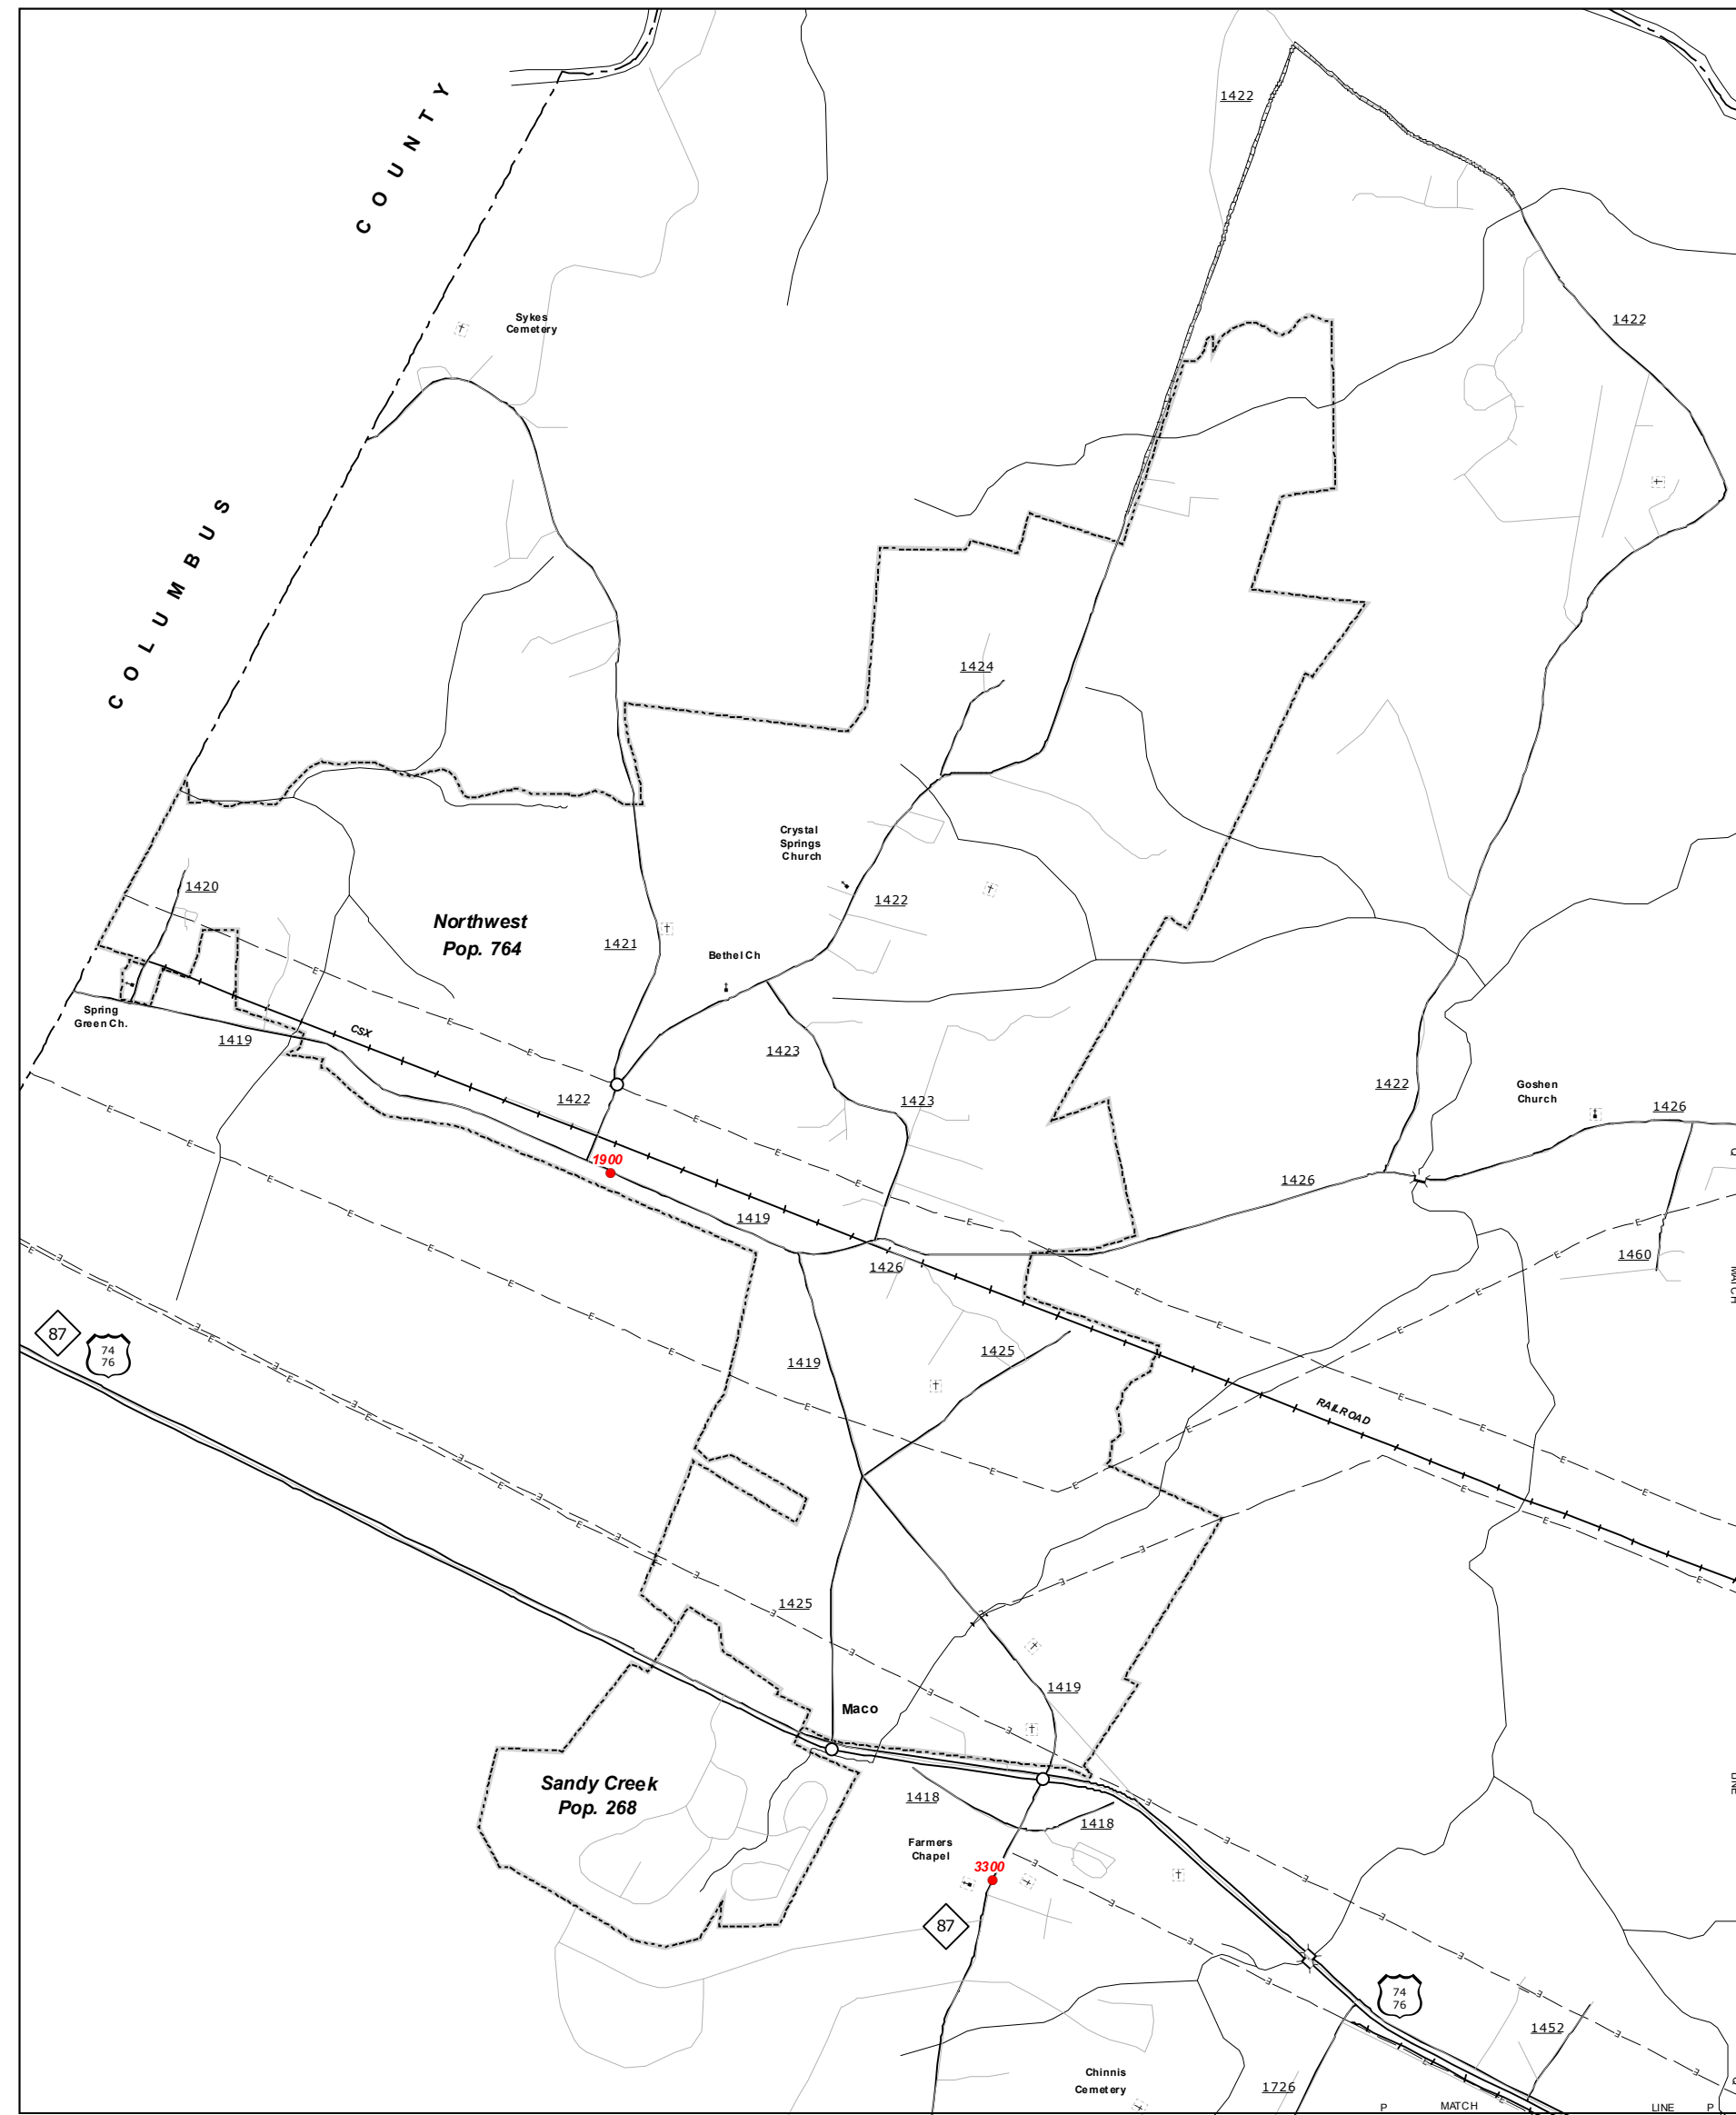 COUNTY
1422
Sykes
Cemetery
1422
COLUMBUS
1424
Crystal
Springs
Church
1420
1422
Northwest
Pop. 764
1421
Bethel Ch
Spring
Green Ch.
CSX
1419
1423
1422
1423
1422
Goshen
Church
1426
1900
1426
1419
1426
1460
MATCH
87
74
76
1419
1425
RAILROAD
1425
1419
Maco
LINE
Sandy Creek
Pop. 268
1418
1418
Farmers
Chapel
3300
87
74
76
1452
Chinnis
Cemetery
1726
P
MATCH
LINE
P